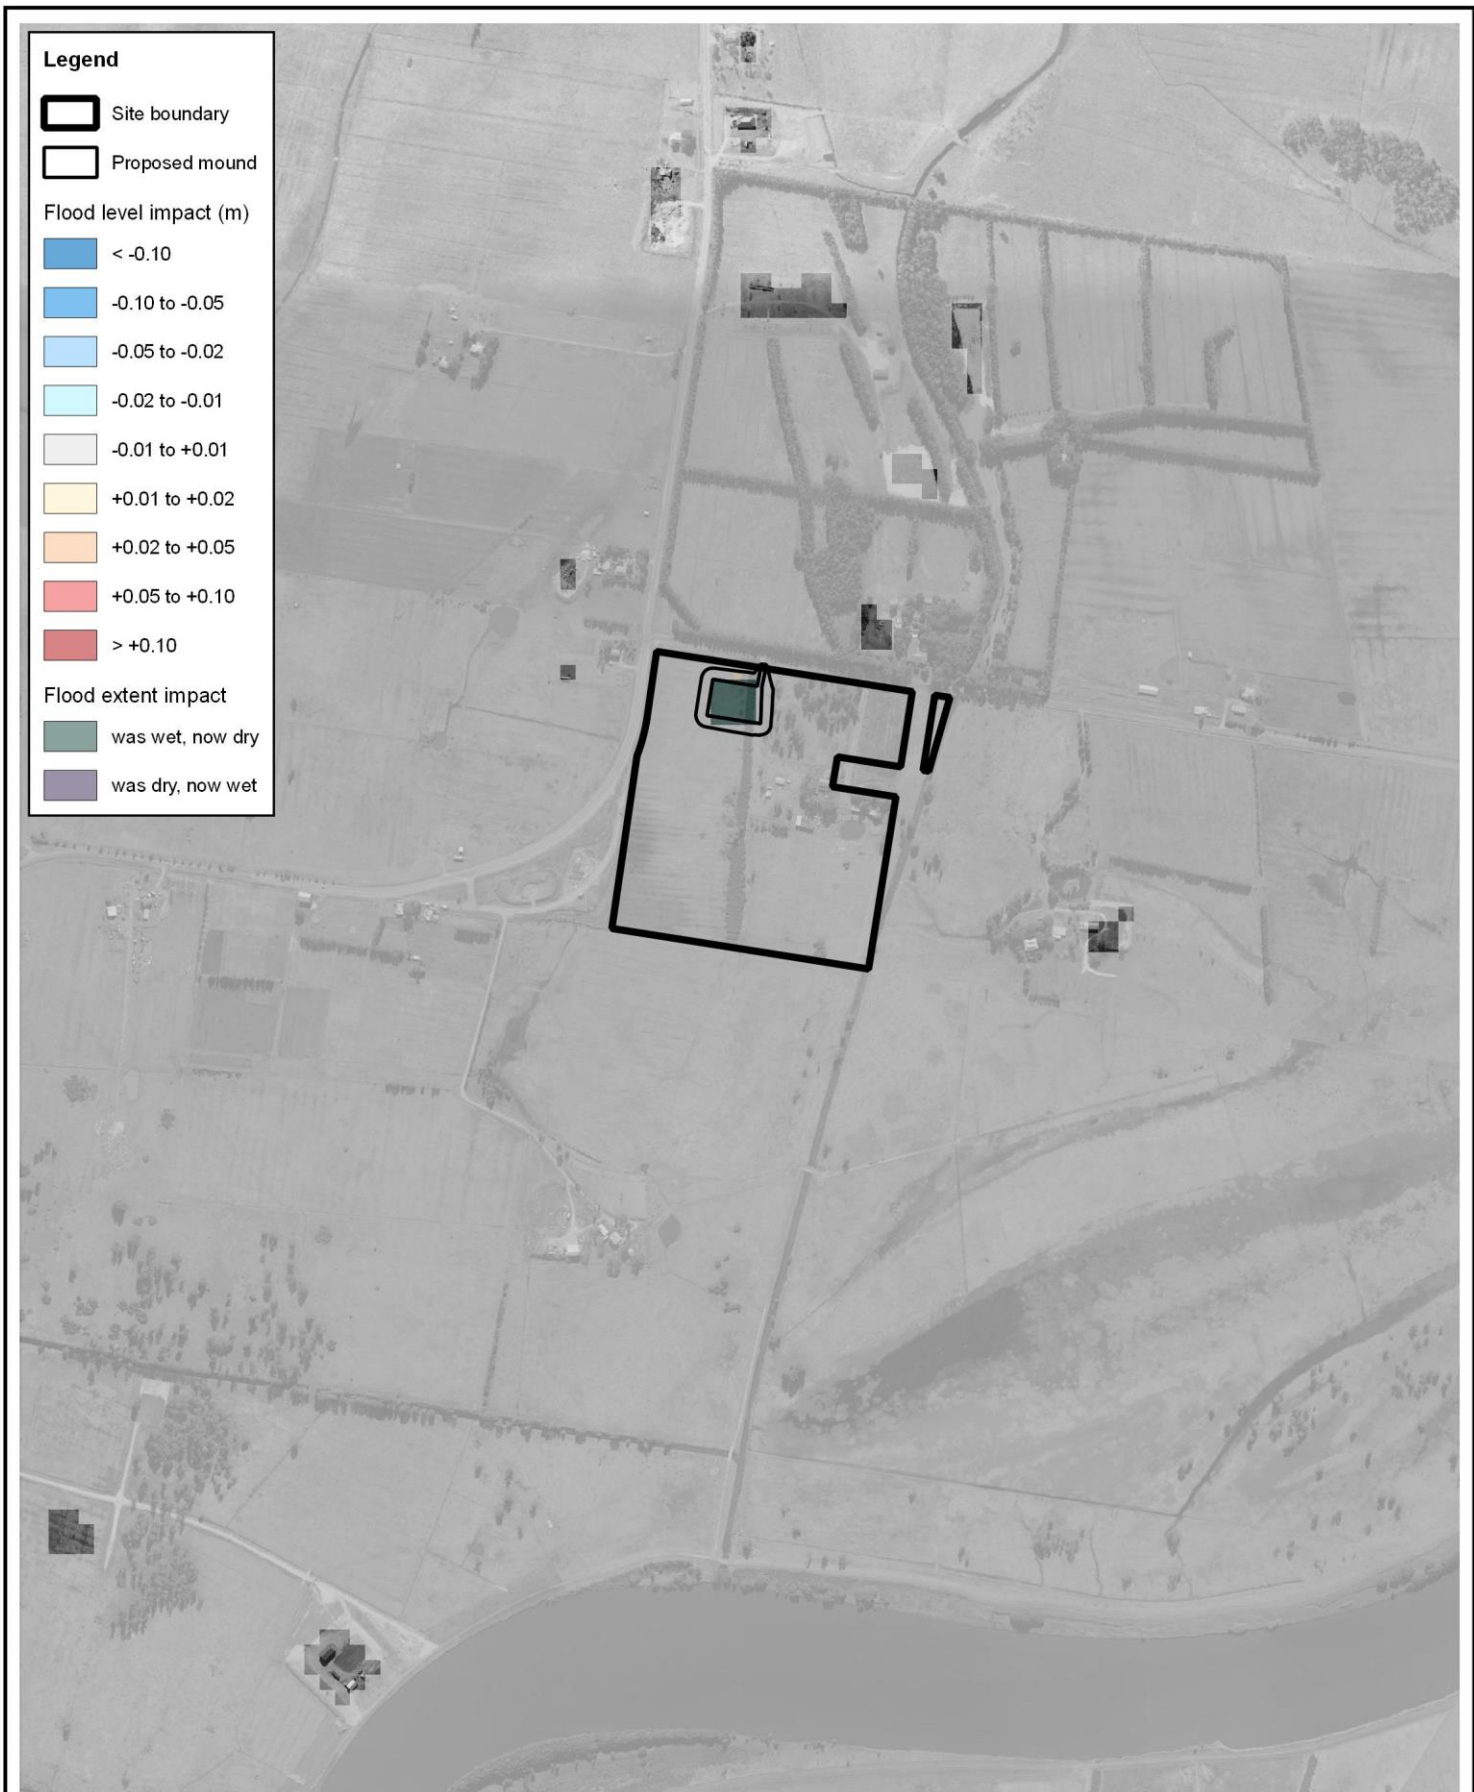 Legend
Site boundary
Proposed mound
Flood level impact (m)
< -0.10
-0.10 to -0.05
-0.05 to -0.02
-0.02 to -0.01
-0.01 to +0.01
+0.01 to +0.02
+0.02 to +0.05
+0.05 to +0.10
> +0.10
Flood extent impact
was wet, now dry
was dry, now wet